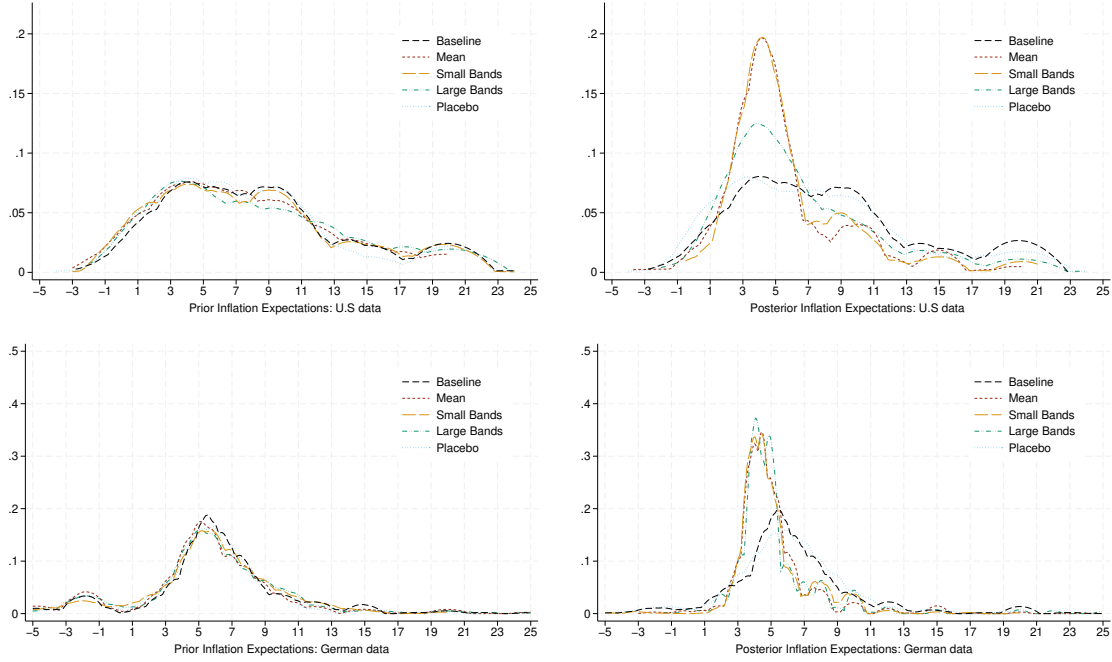 .2
.15
.1
.05
0
Baseline
Mean
Small Bands
Large Bands
Placebo
−5 −3 −1 1 3 5 7 9 11 13 15 17 19 21 23 25
Prior Inflation Expectations: U.S data
.2
.15
.1
.05
0
Baseline
Mean
Small Bands
Large Bands
Placebo
−5 −3 −1 1 3 5 7 9 11 13 15 17 19 21 23 25
Posterior Inflation Expectations: U.S data
.5
.4
.3
.2
.1
0
Baseline
Mean
Small Bands
Large Bands
Placebo
−5 −3 −1 1 3 5 7 9 11 13 15 17 19 21 23 25
Prior Inflation Expectations: German data
.5
.4
.3
.2
.1
0
Baseline
Mean
Small Bands
Large Bands
Placebo
−5 −3 −1 1 3 5 7 9 11 13 15 17 19 21 23 25
Posterior Inflation Expectations: German data